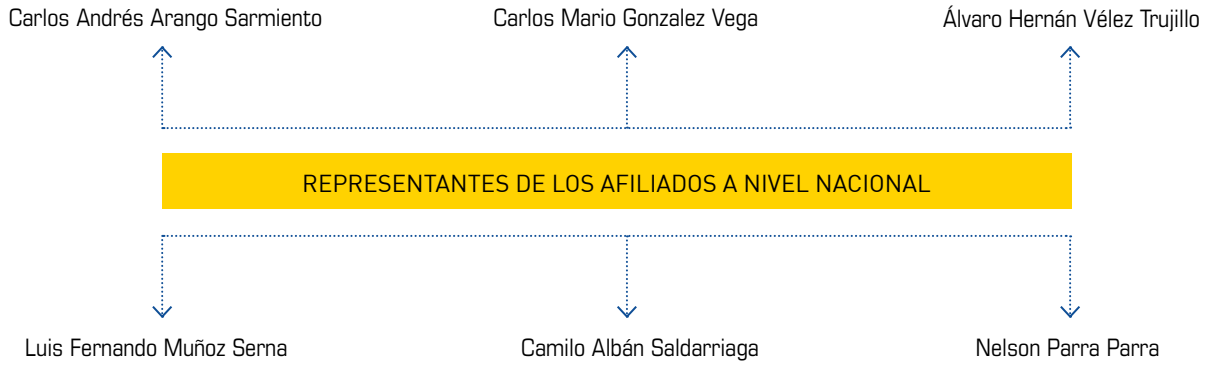 Carlos Andrés Arango Sarmiento
Carlos Mario Gonzalez Vega
Álvaro Hernán Vélez Trujillo
REPRESENTANTES DE LOS AFILIADOS A NIVEL NACIONAL
Luis Fernando Muñoz Serna
Camilo Albán Saldarriaga
Nelson Parra Parra